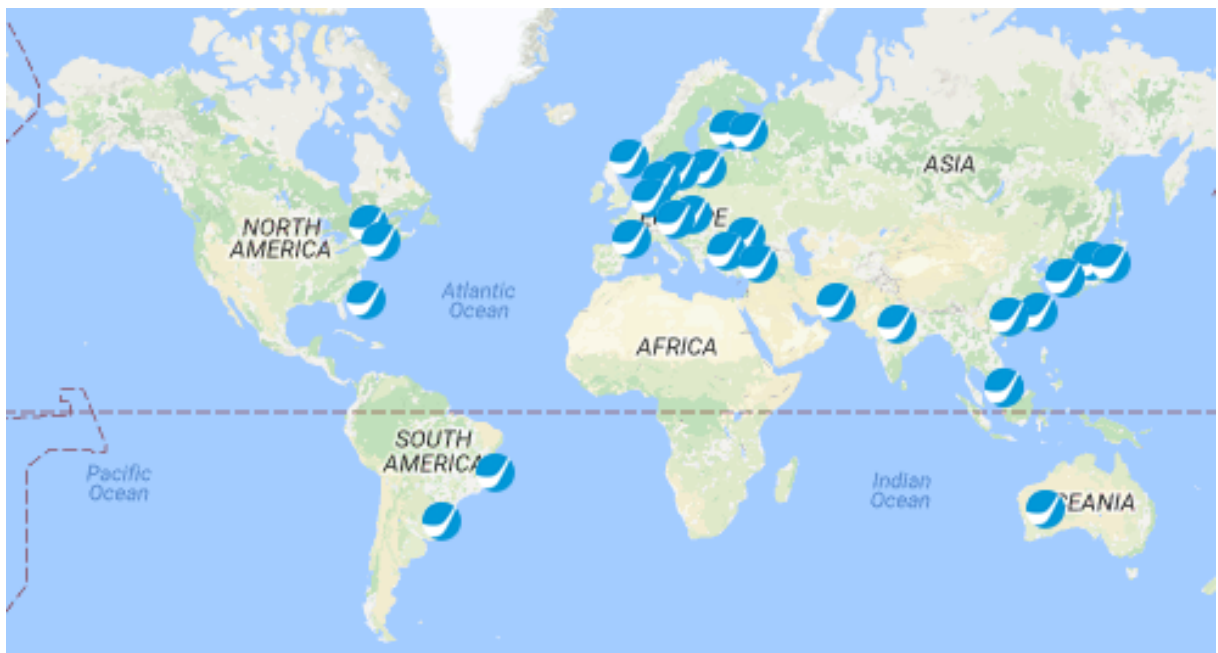 ASIA
NORTH
AMERICA
Atlantic
Ocean
AFRICA
SOUTH
AMERICA
Pacific
Ocean
Indian
Ocean